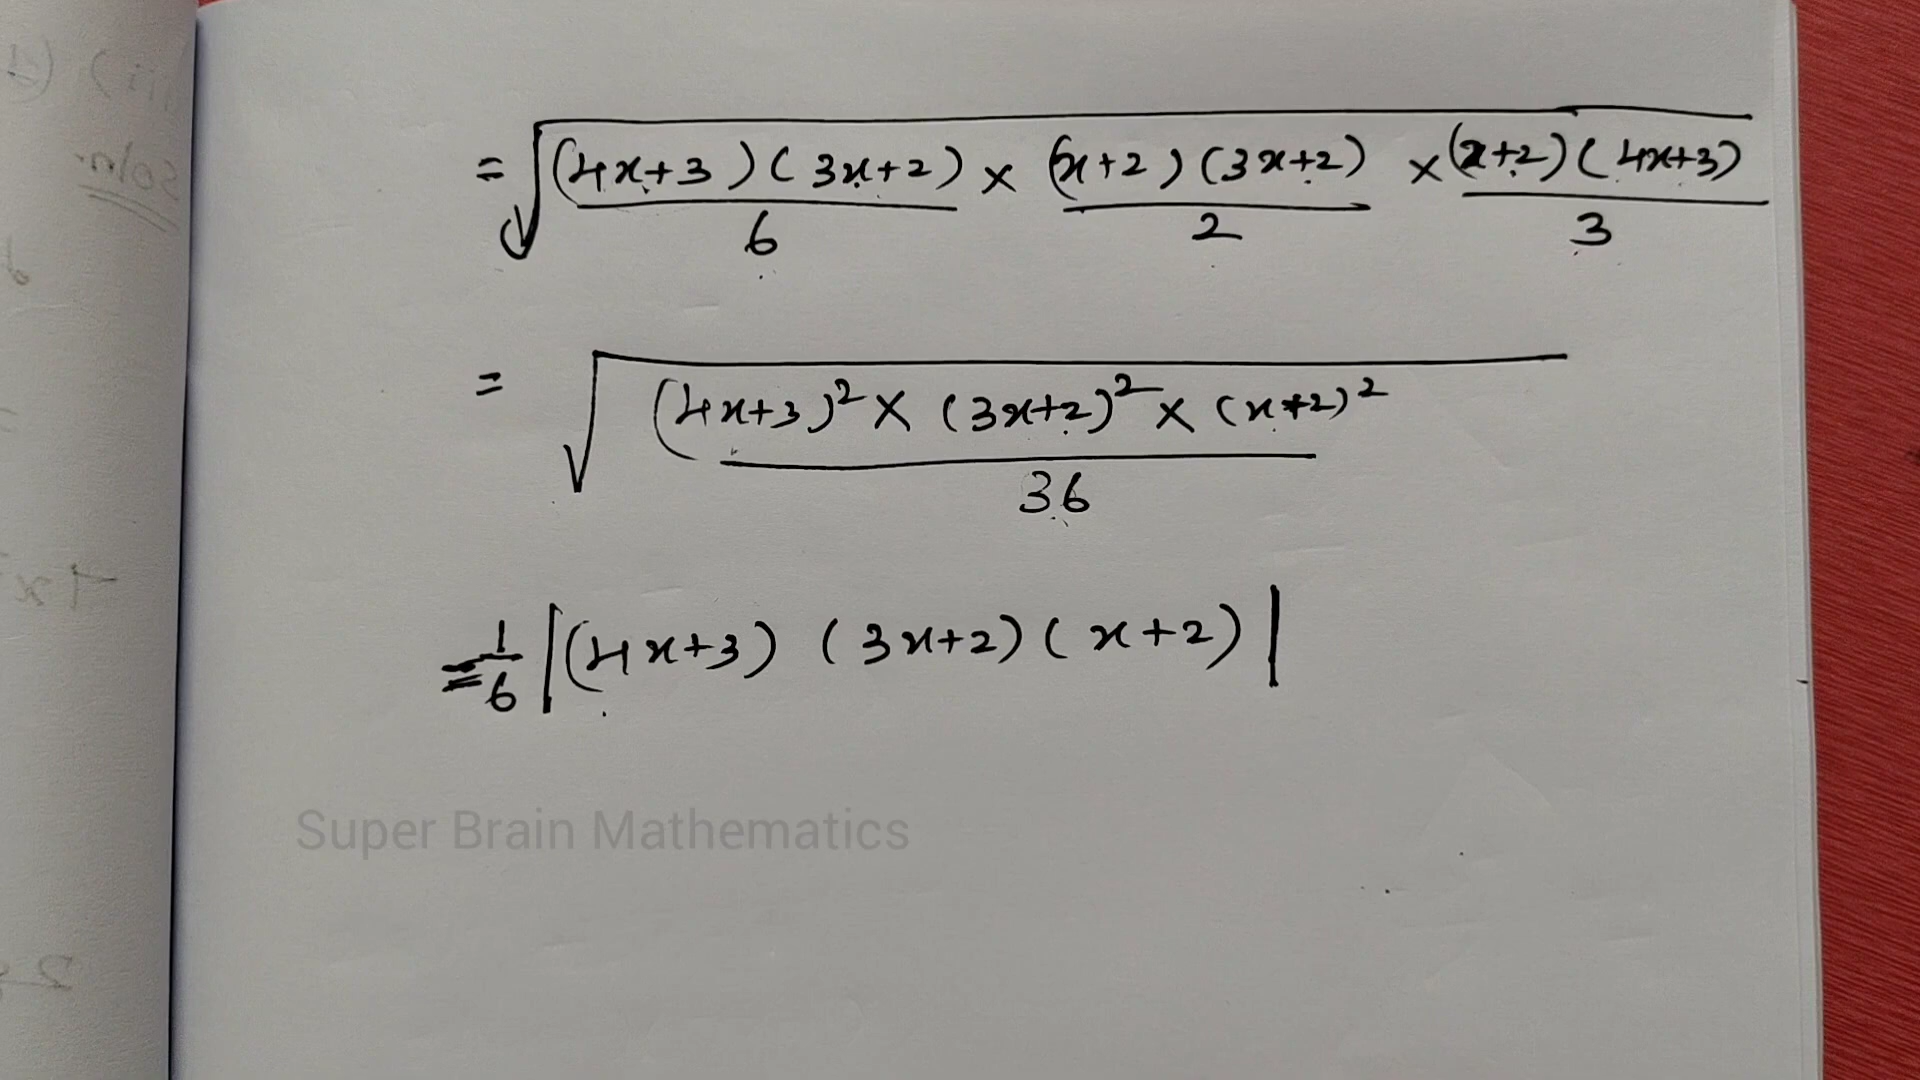 = √((4x+3)(3x+2)/6 × (x+2)(3x+2)/2 × (x+2)(4x+3)/3)
= √((4x+3)² × (3x+2)² × (x+2)²/36)
= 1/6 |(4x+3) (3x+2) (x+2)|
Super Brain Mathematics